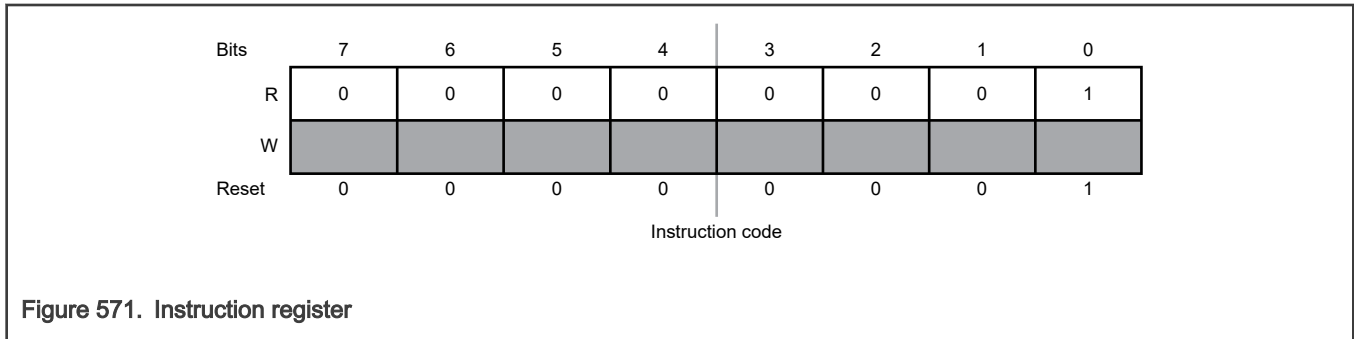 Bits 7 6 5 4 3 2 1 0
R 0 0 0 0 0 0 0 1
W
Reset 0 0 0 0 0 0 0 1
Instruction code
Figure 571. Instruction register